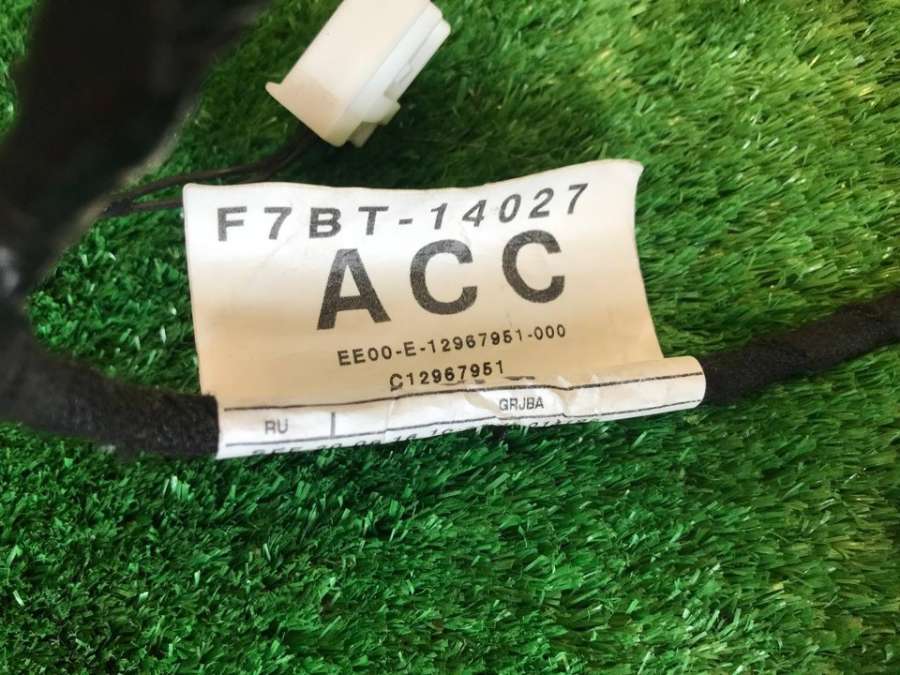 F7BT-14027
ACC
EE00-E-12967951-000
C12967951
RU GRJBA